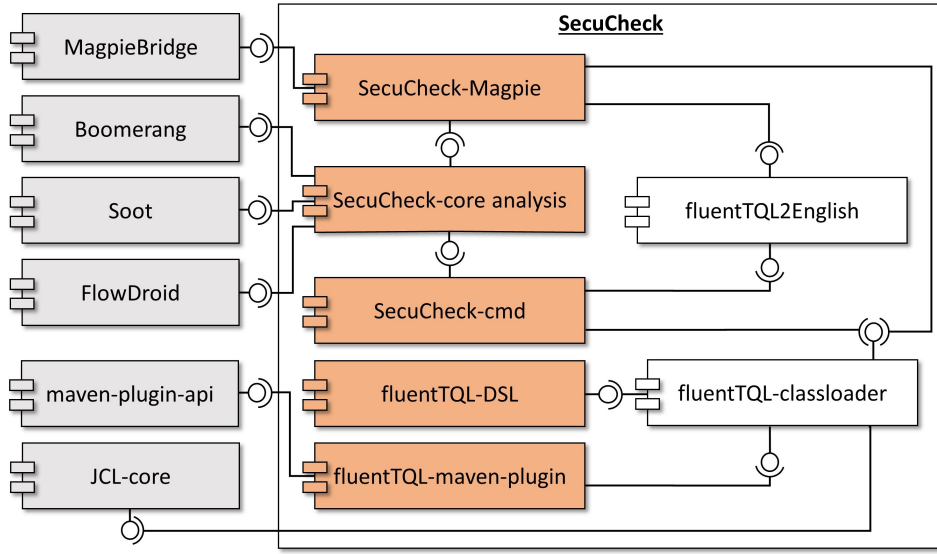 SecuCheck
MagpieBridge
SecuCheck-Magpie
Boomerang
SecuCheck-core analysis
Soot
fluentTQL2English
FlowDroid
SecuCheck-cmd
maven-plugin-api
fluentTQL-DSL
fluentTQL-classloader
JCL-core
fluentTQL-maven-plugin